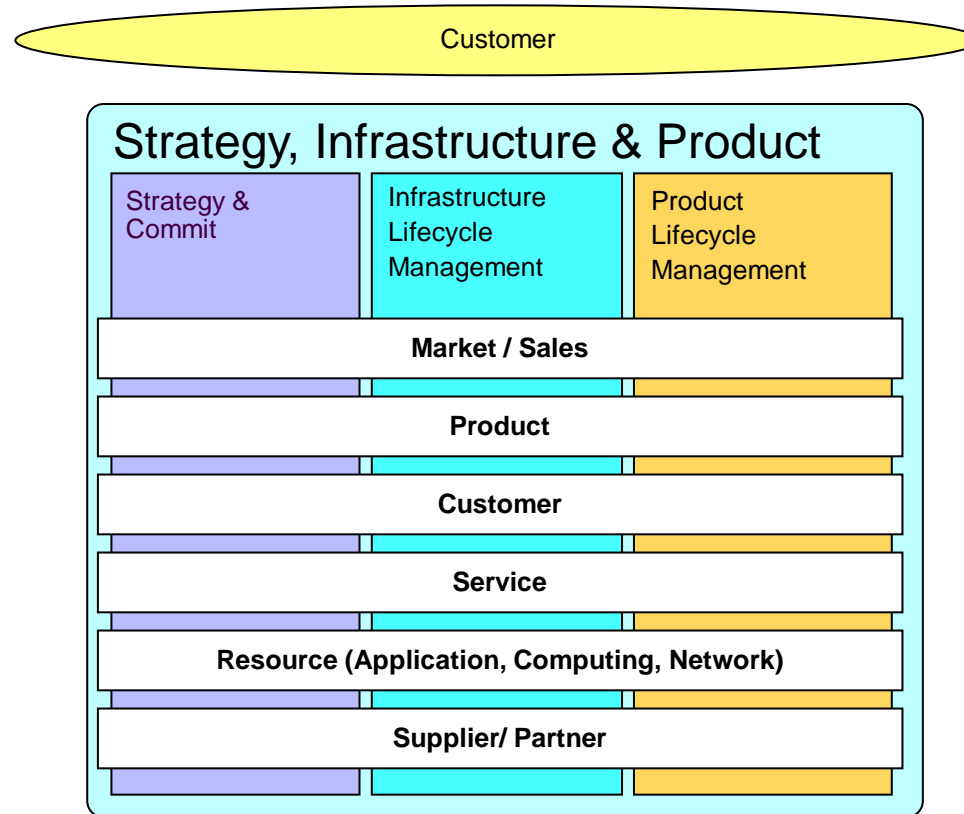 Customer
Strategy, Infrastructure & Product
Strategy &
Commit
Infrastructure
Lifecycle
Management
Product
Lifecycle
Management
Market / Sales
Product
Customer
Service
Resource (Application, Computing, Network)
Supplier/ Partner